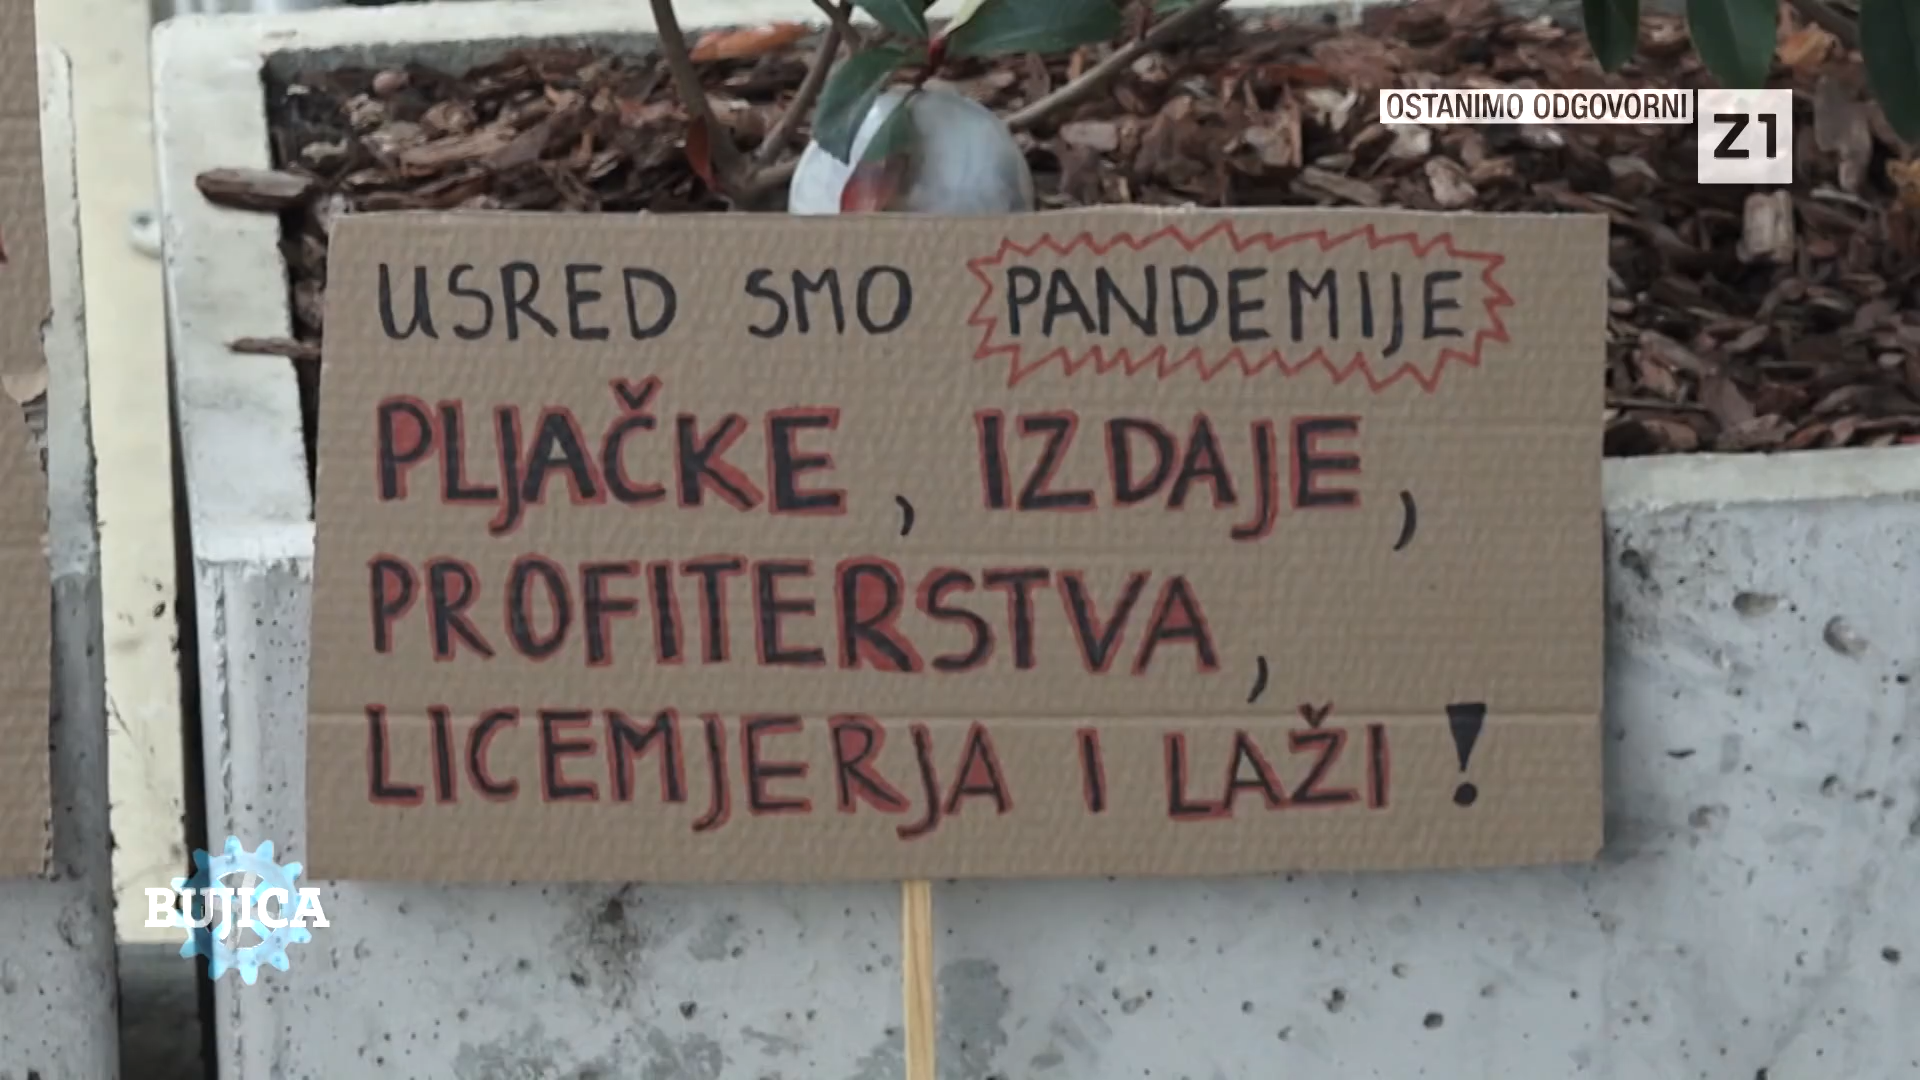 OSTANIMO ODGOVORNI
Z1
USRED SMO PANDEMIJE
PLJAČKE, IZDAJE,
PROFITERSTVA,
LICEMJERJA I LAŽI!
BUJICA